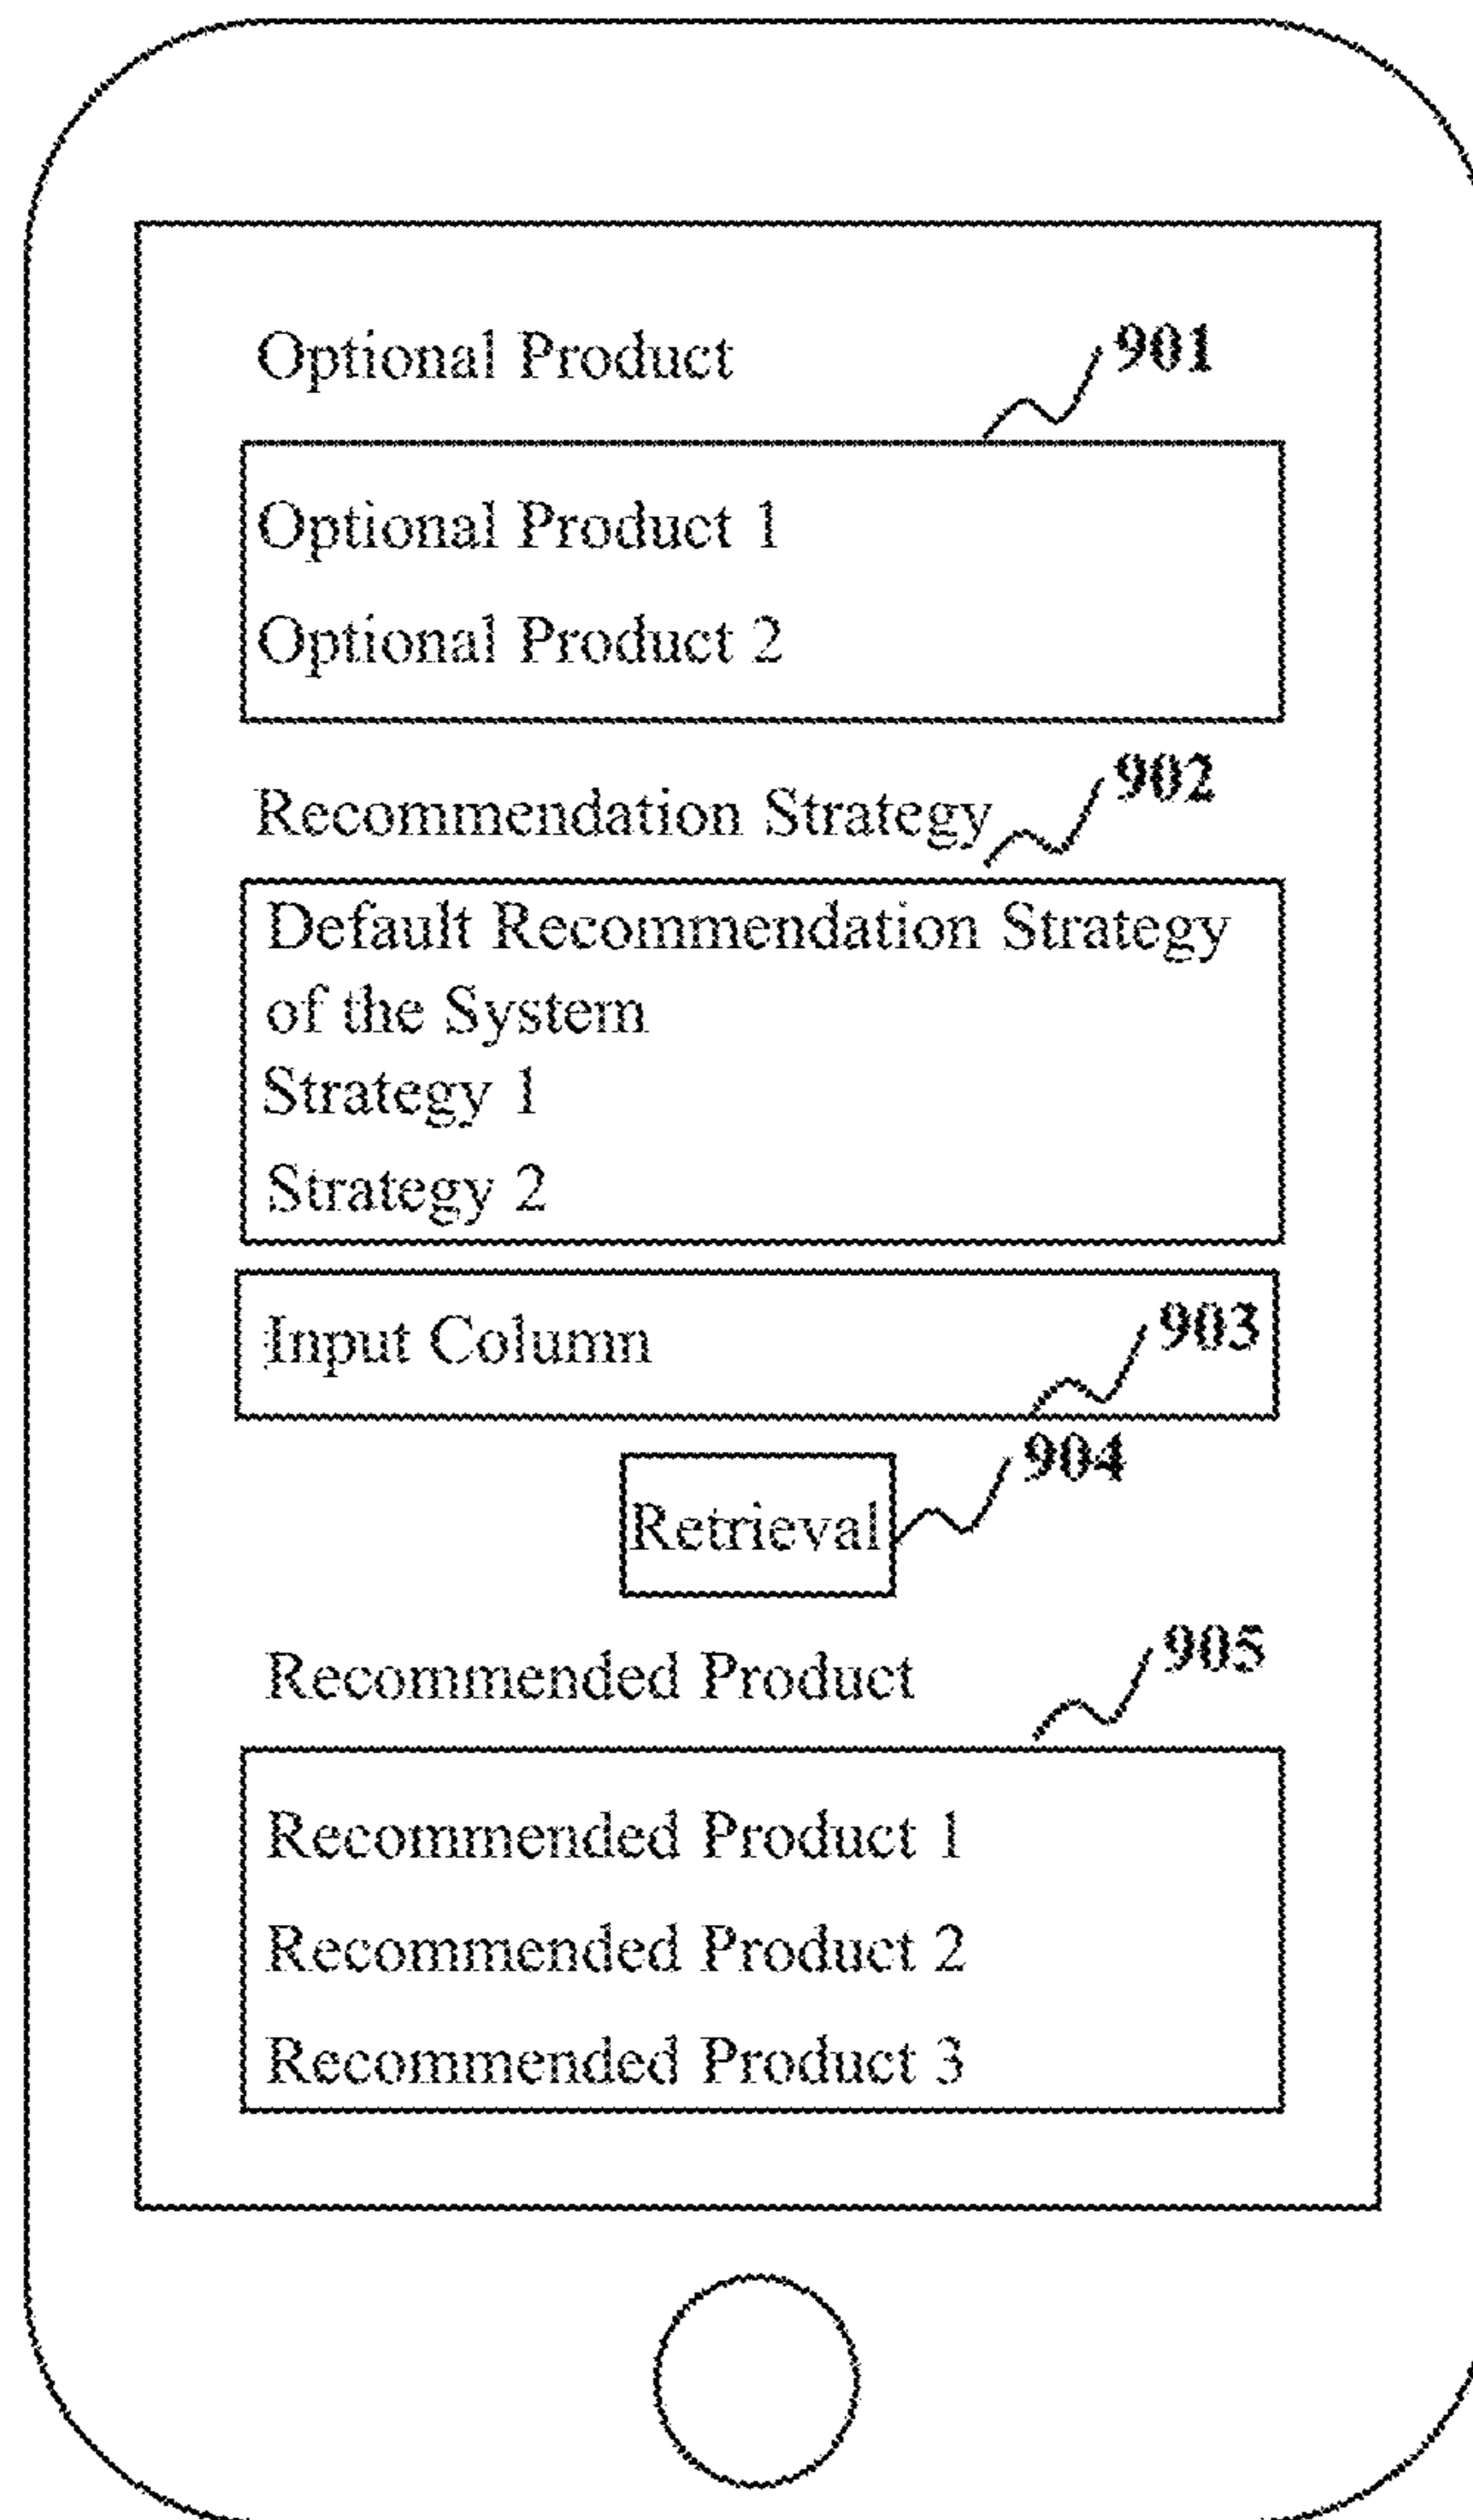 Optional Product
901
Optional Product 1
Optional Product 2
Recommendation Strategy
902
Default Recommendation Strategy
of the System
Strategy 1
Strategy 2
Input Column
903
904
Retrieval
Recommended Product
905
Recommended Product 1
Recommended Product 2
Recommended Product 3